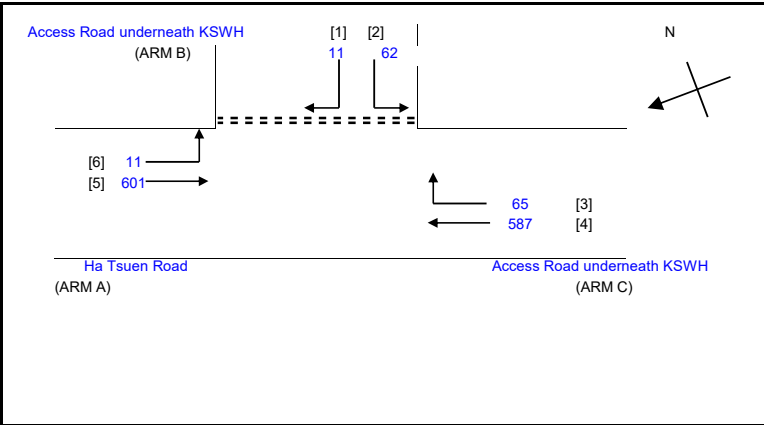 Access Road underneath KSWH [1] [2] N
(ARM B) 11 62
[6] 11
[5] 601
65 [3]
587 [4]
Ha Tsuen Road Access Road underneath KSWH
(ARM A) (ARM C)